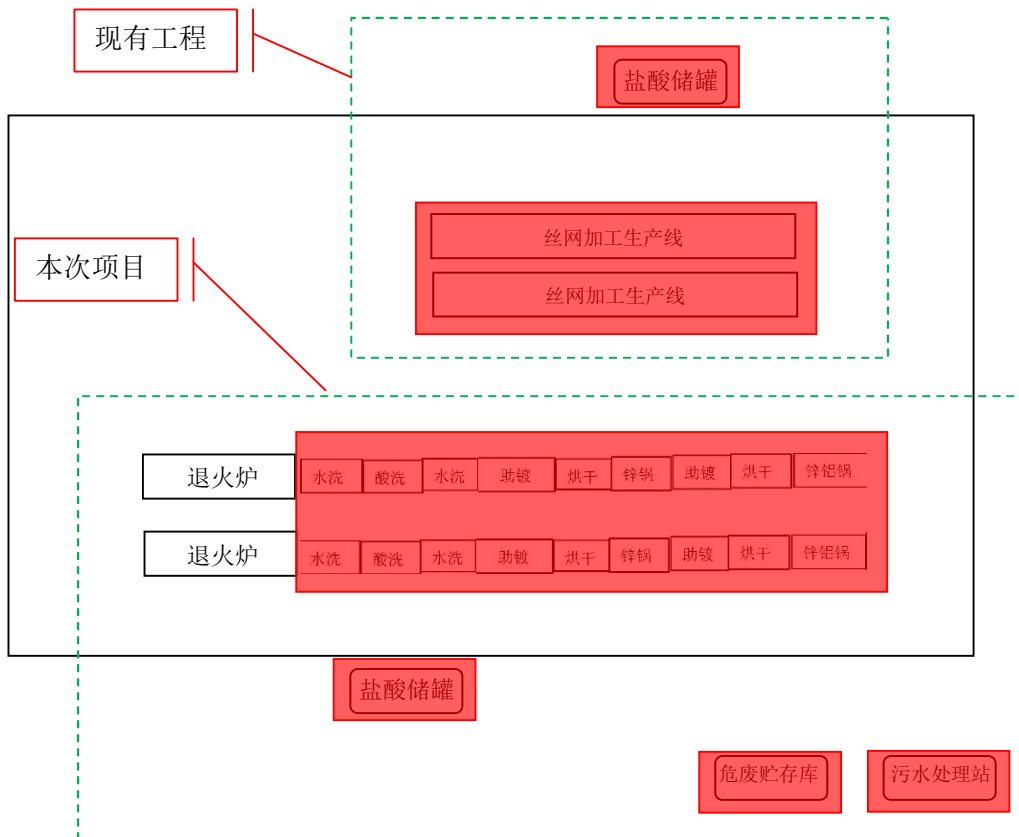 现有工程
盐酸储罐
丝网加工生产线
丝网加工生产线
本次项目
退火炉 水洗 酸洗 水洗 助镀 烘干 锌锅 助镀 烘干 锌铝锅
退火炉 水洗 酸洗 水洗 助镀 烘干 锌锅 助镀 烘干 锌铝锅
盐酸储罐
危废贮存库 污水处理站